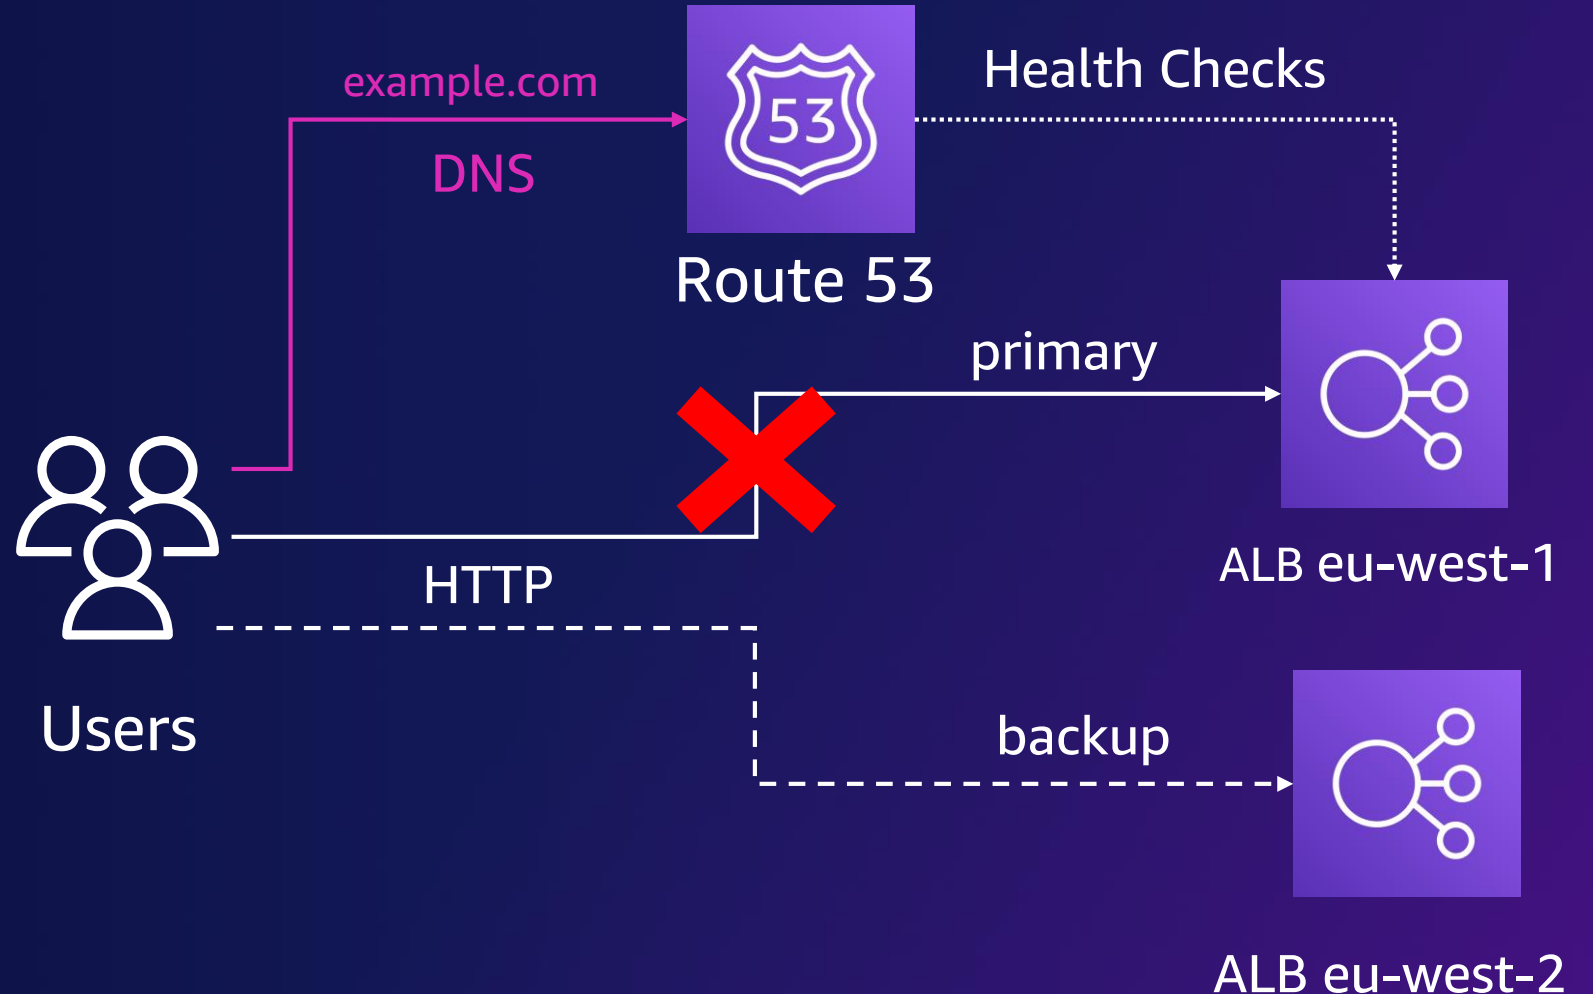 example.com
DNS
53
Health Checks
Route 53
primary
HTTP
ALB eu-west-1
Users
backup
ALB eu-west-2